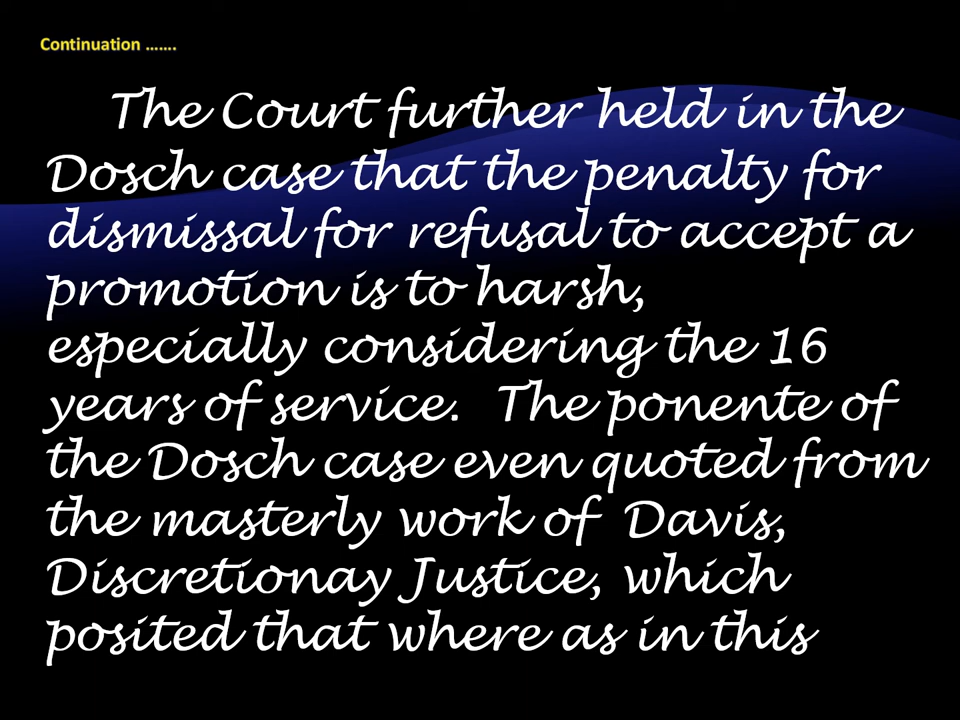 Continuation …….
The Court further held in the
Dosch case that the penalty for
dismissal for refusal to accept a
promotion is to harsh,
especially considering the 16
years of service. The ponente of
the Dosch case even quoted from
the masterly work of Davis,
Discretionay Justice, which
posited that where as in this